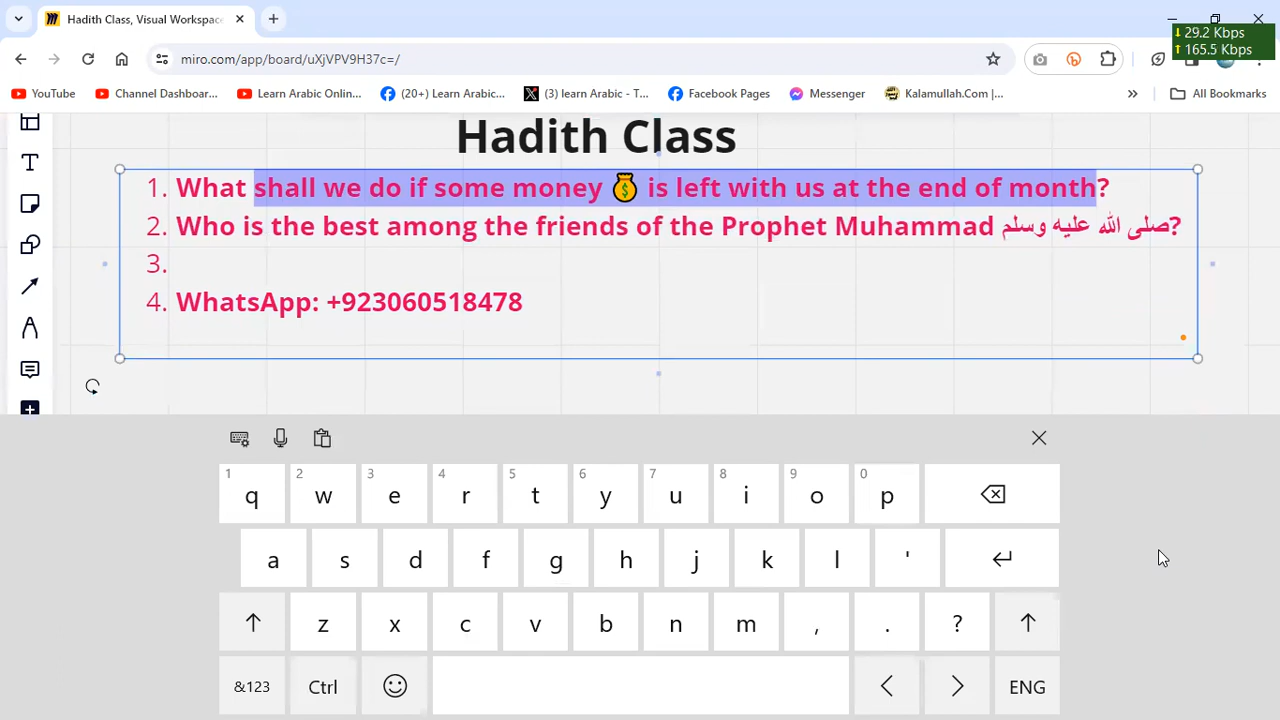 Hadith Class, Visual Workspace
29.2 Kbps
165.5 Kbps
miro.com/app/board/uXjVPV9H37c=/
YouTube
Channel Dashboar...
Learn Arabic Onlin...
(20+) Learn Arabic...
(3) learn Arabic - T...
Facebook Pages
Messenger
Kalamullah.Com |...
All Bookmarks
Hadith Class
1. What shall we do if some money 💰 is left with us at the end of month?
2. Who is the best among the friends of the Prophet Muhammad صلى الله عليه وسلم?
3.
4. WhatsApp: +923060518478
1 q 2 w 3 e 4 r 5 t 6 y 7 u 8 i 9 o 0 p
a s d f g h j k l '
z x c v b n m , . ?
&123 Ctrl ENG